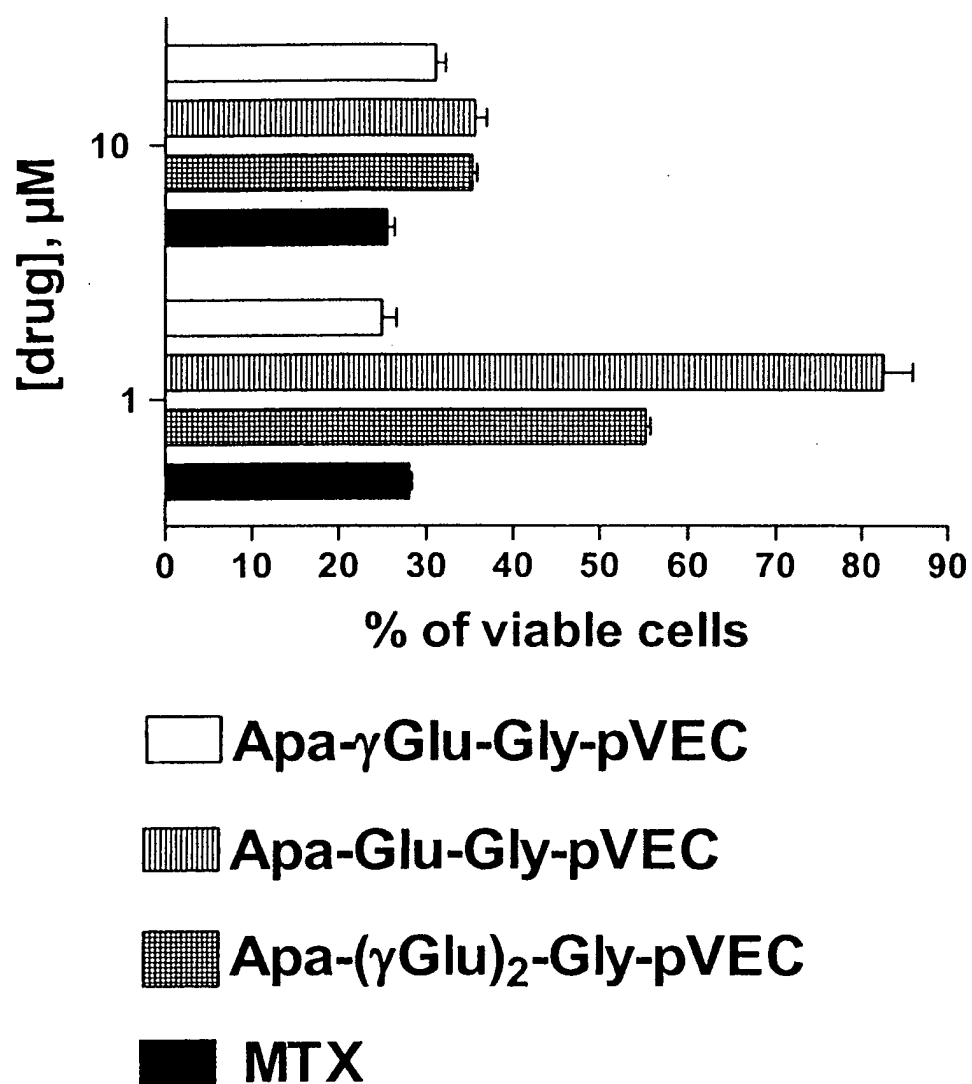 [drug], µM
10
1
0 10 20 30 40 50 60 70 80 90
% of viable cells
Apa-γGlu-Gly-pVEC
Apa-Glu-Gly-pVEC
Apa-(γGlu)₂-Gly-pVEC
MTX